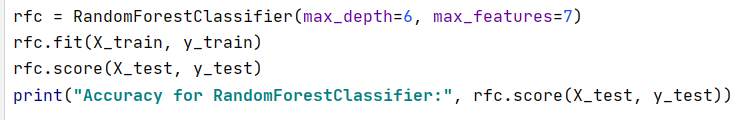 rfc = RandomForestClassifier(max_depth=6, max_features=7)
rfc.fit(X_train, y_train)
rfc.score(X_test, y_test)
print("Accuracy for RandomForestClassifier:", rfc.score(X_test, y_test))